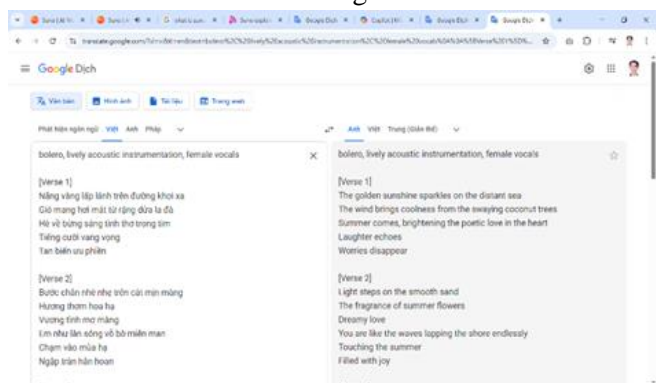 translate.google.com
Google Dịch
Văn bản
Hình ảnh
Tài liệu
Trang web
Phát hiện ngôn ngữ Việt Anh Pháp
Anh Việt Trung (Giản thể)
bolero, lively acoustic instrumentation, female vocals
[Verse 1]
Nắng vàng lấp lánh trên đường khơi xa
Gió mang hơi mát từ rặng dừa la đà
Hè về bừng sáng tình thơ trong tim
Tiếng cười vang vọng
Tan biến ưu phiền
[Verse 2]
Bước chân nhè nhẹ trên cát mịn màng
Hương thơm hoa hạ
Vương tình mơ màng
Em như làn sóng vỗ bờ miên man
Chạm vào mùa hạ
Ngập tràn hân hoan
bolero, lively acoustic instrumentation, female vocals
[Verse 1]
The golden sunshine sparkles on the distant sea
The wind brings coolness from the swaying coconut trees
Summer comes, brightening the poetic love in the heart
Laughter echoes
Worries disappear
[Verse 2]
Light steps on the smooth sand
The fragrance of summer flowers
Dreamy love
You are like the waves lapping the shore endlessly
Touching the summer
Filled with joy